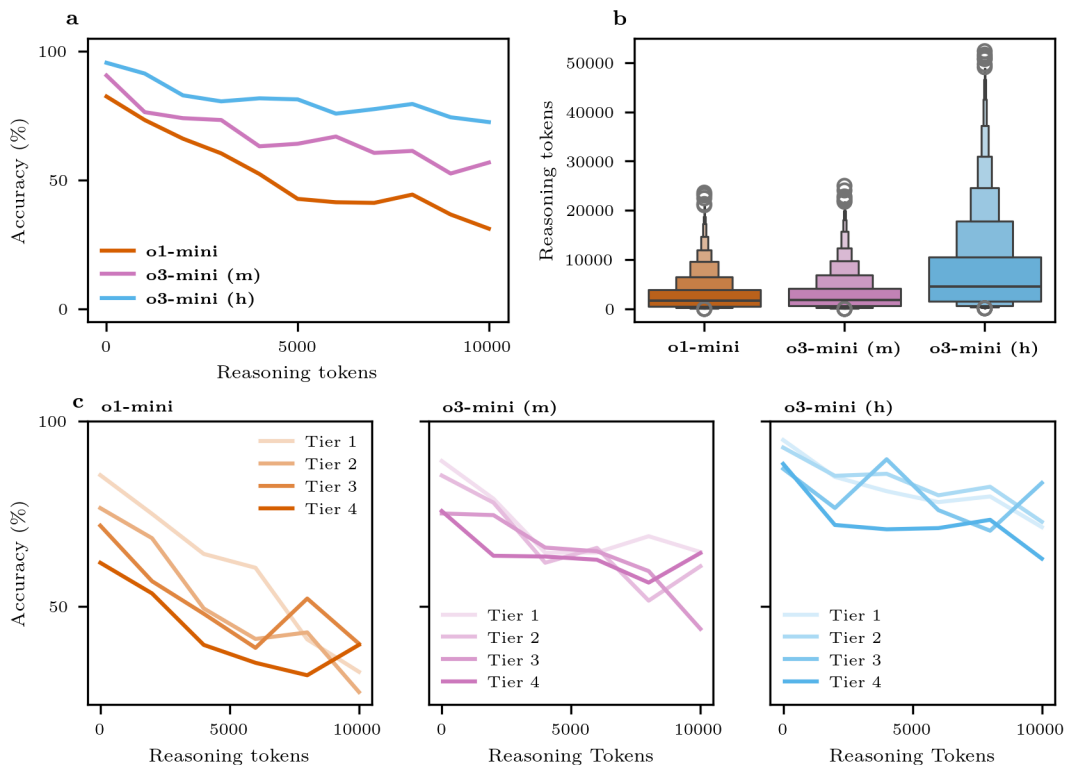 a
100
50
0
Accuracy (%)
o1-mini
o3-mini (m)
o3-mini (h)
0
5000
10000
Reasoning tokens
b
50000
40000
30000
20000
10000
0
Reasoning tokens
o1-mini
o3-mini (m)
o3-mini (h)
c
o1-mini
100
50
Accuracy (%)
Tier 1
Tier 2
Tier 3
Tier 4
0
5000
10000
Reasoning tokens
o3-mini (m)
Tier 1
Tier 2
Tier 3
Tier 4
0
5000
10000
Reasoning Tokens
o3-mini (h)
Tier 1
Tier 2
Tier 3
Tier 4
0
5000
10000
Reasoning Tokens